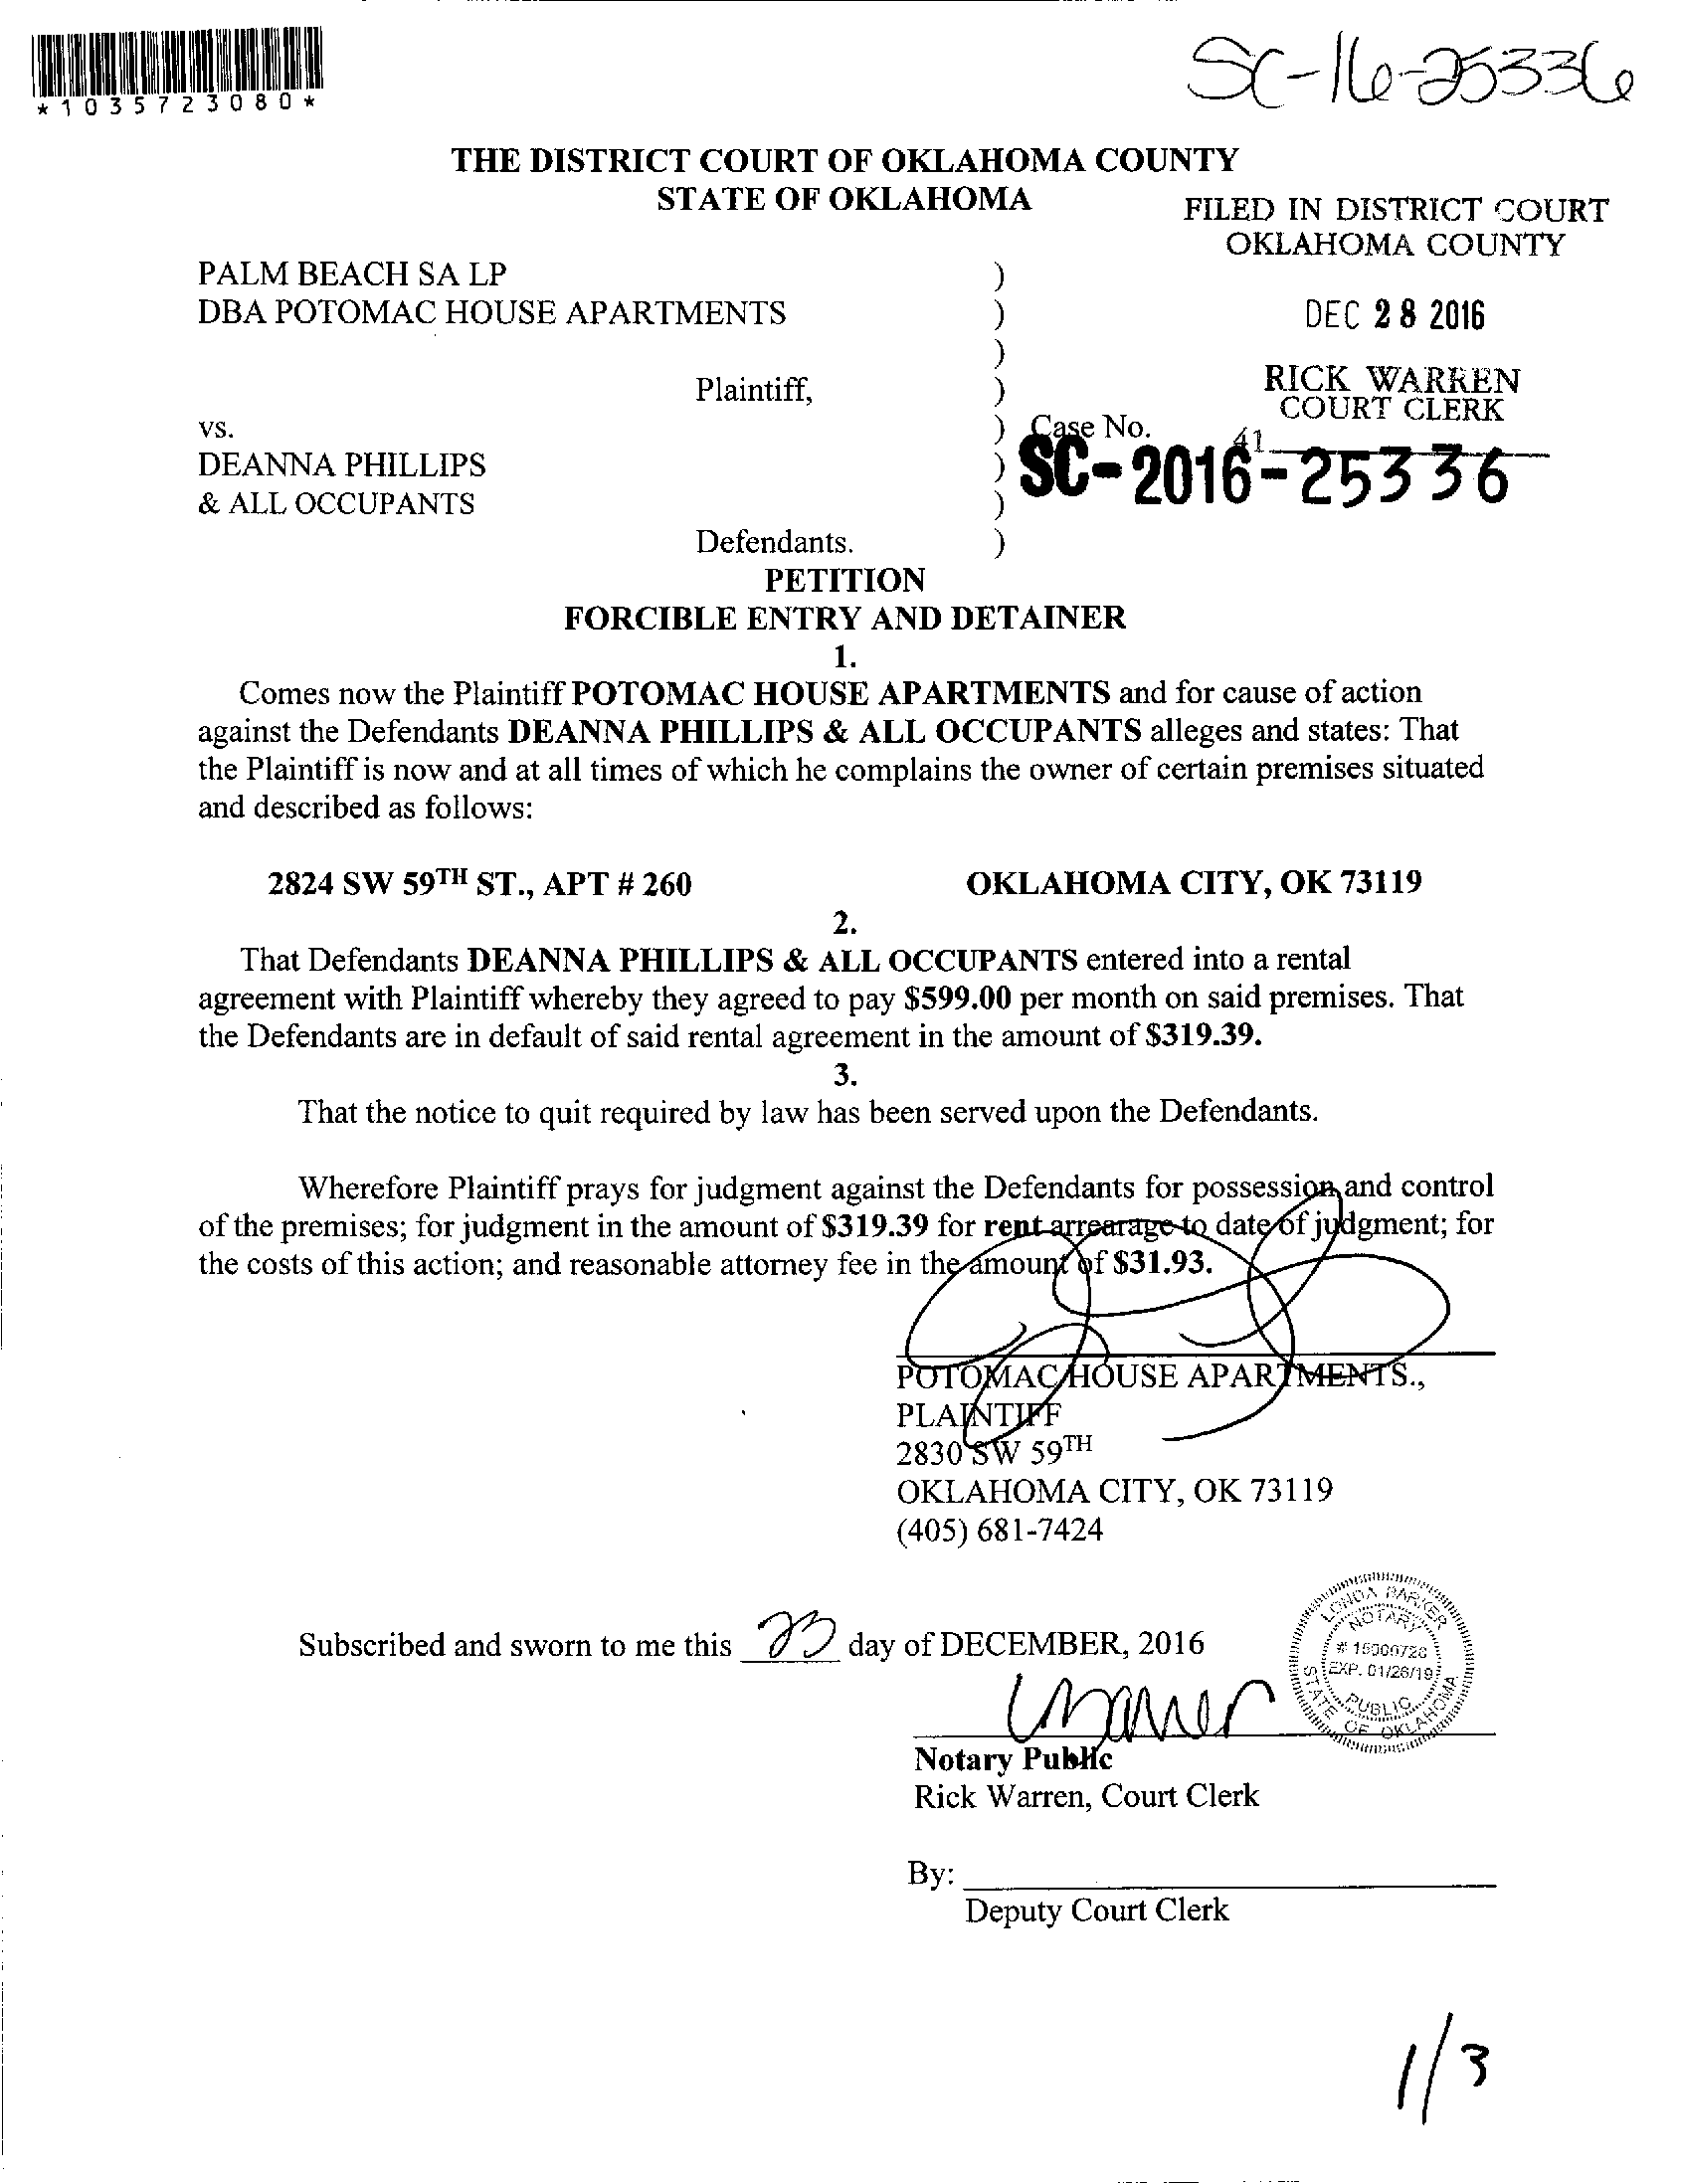 *1035723080*
SC-16-25336
THE DISTRICT COURT OF OKLAHOMA COUNTY
STATE OF OKLAHOMA
FILED IN DISTRICT COURT
OKLAHOMA COUNTY
PALM BEACH SA LP )
DBA POTOMAC HOUSE APARTMENTS )
DEC 28 2016
)
Plaintiff, )
RICK WARREN
COURT CLERK
vs. ) Case No.
41
DEANNA PHILLIPS ) SC-2016-25336
& ALL OCCUPANTS )
Defendants. )
PETITION
FORCIBLE ENTRY AND DETAINER
1.
Comes now the Plaintiff POTOMAC HOUSE APARTMENTS and for cause of action
against the Defendants DEANNA PHILLIPS & ALL OCCUPANTS alleges and states: That
the Plaintiff is now and at all times of which he complains the owner of certain premises situated
and described as follows:
2824 SW 59TH ST., APT # 260 OKLAHOMA CITY, OK 73119
2.
That Defendants DEANNA PHILLIPS & ALL OCCUPANTS entered into a rental
agreement with Plaintiff whereby they agreed to pay $599.00 per month on said premises. That
the Defendants are in default of said rental agreement in the amount of $319.39.
3.
That the notice to quit required by law has been served upon the Defendants.
Wherefore Plaintiff prays for judgment against the Defendants for possession and control
of the premises; for judgment in the amount of $319.39 for rent arrearage to date of judgment; for
the costs of this action; and reasonable attorney fee in the amount of $31.93.
POTOMAC HOUSE APARTMENTS.,
PLAINTIFF
2830 SW 59TH
OKLAHOMA CITY, OK 73119
(405) 681-7424
Subscribed and sworn to me this 23 day of DECEMBER, 2016
LONDA PARKER
NOTARY
EXP. 01/26/19
PUBLIC
STATE OF OKLAHOMA
Notary Public
Rick Warren, Court Clerk
By:
Deputy Court Clerk
1/3